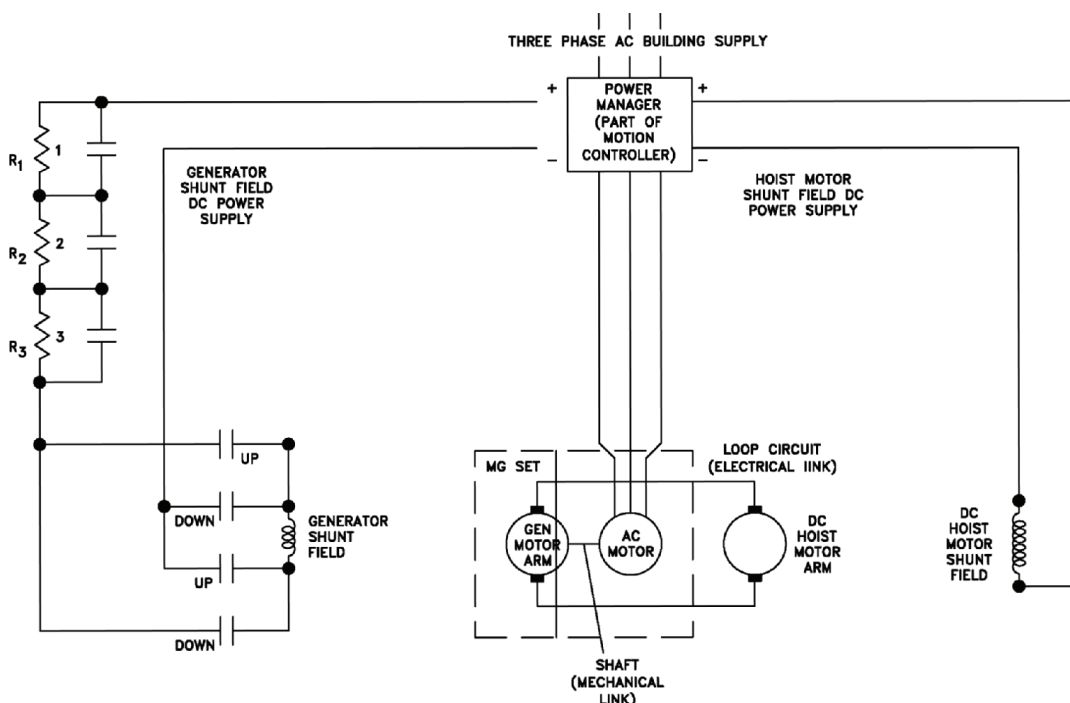 THREE PHASE AC BUILDING SUPPLY
+
POWER
MANAGER
(PART OF
MOTION
CONTROLLER)
+
–
–
R1
1
R2
2
R3
3
GENERATOR
SHUNT FIELD
DC POWER
SUPPLY
HOIST MOTOR
SHUNT FIELD DC
POWER SUPPLY
UP
DOWN
UP
DOWN
GENERATOR
SHUNT
FIELD
MG SET
LOOP CIRCUIT
(ELECTRICAL IINK)
GEN
MOTOR
ARM
AC
MOTOR
DC
HOIST
MOTOR
ARM
DC
HOIST
MOTOR
SHUNT
FIELD
SHAFT
(MECHANICAL
LINK)